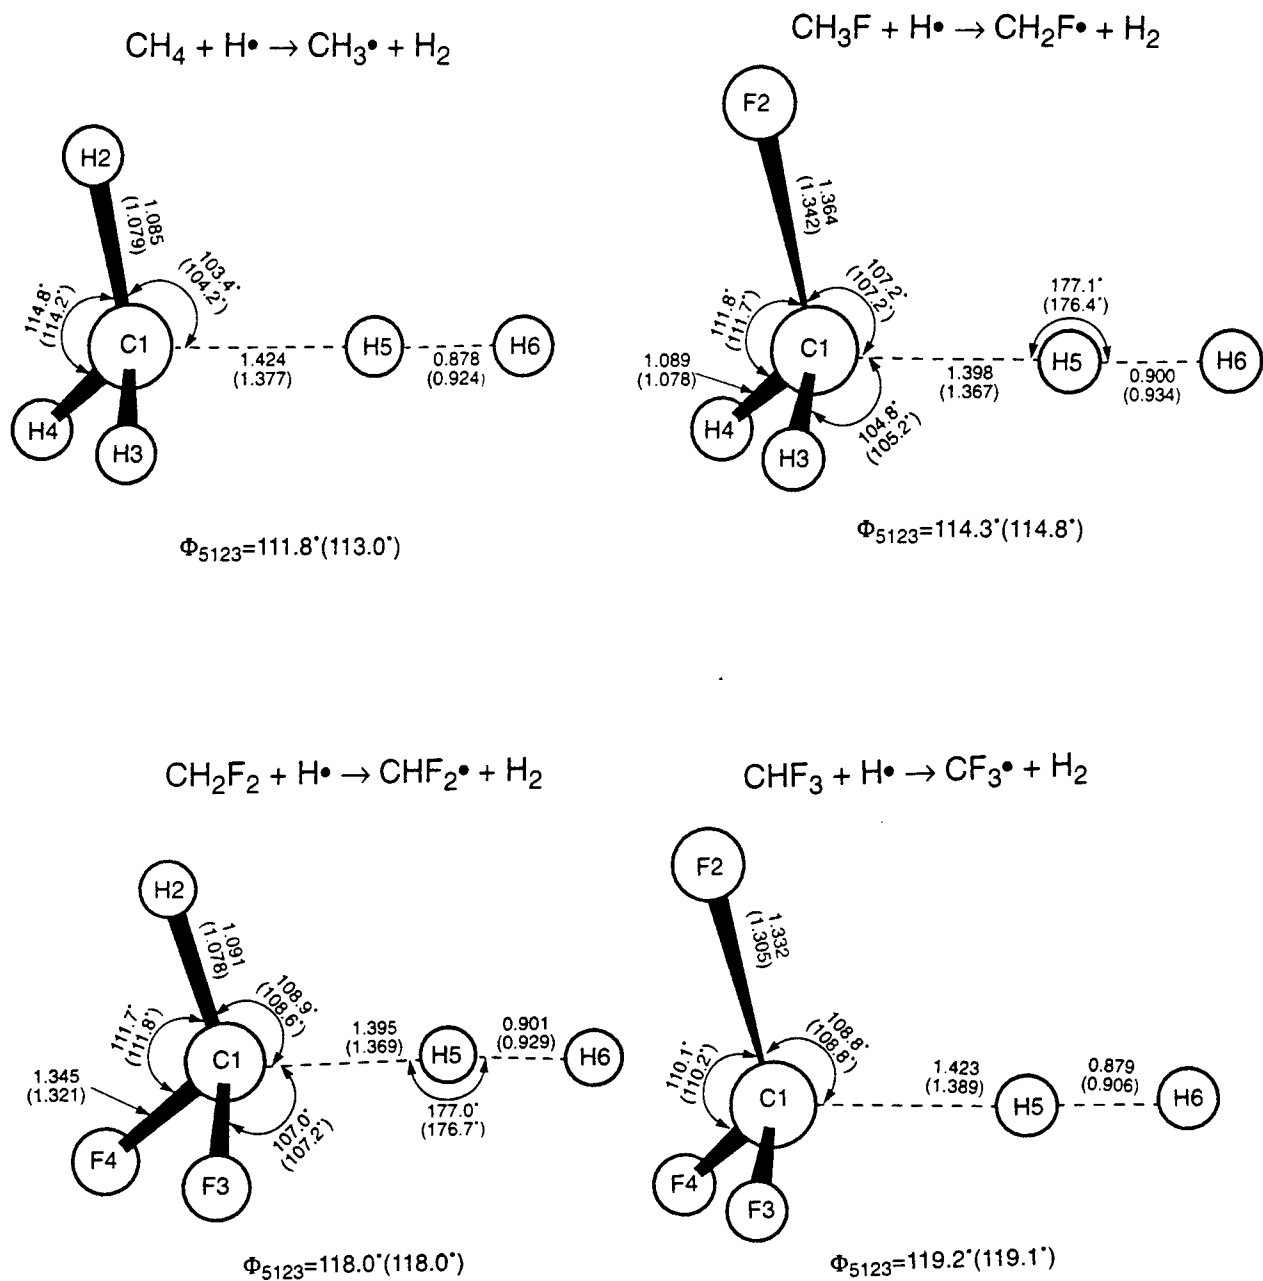 CH4 + H• → CH3• + H2
H2
1.085
(1.079)
103.4°
(104.2°)
114.8°
(114.2°)
C1
H5
H6
1.424
(1.377)
0.878
(0.924)
H4
H3
Φ5123=111.8°(113.0°)
CH3F + H• → CH2F• + H2
F2
1.364
(1.342)
107.2°
(107.2°)
111.8°
(111.7°)
177.1°
(176.4°)
C1
H5
H6
1.089
(1.078)
1.398
(1.367)
0.900
(0.934)
104.8°
(105.2°)
H4
H3
Φ5123=114.3°(114.8°)
CH2F2 + H• → CHF2• + H2
H2
1.091
(1.078)
108.9°
(108.6°)
111.7°
(111.8°)
C1
1.395
(1.369)
H5
0.901
(0.929)
H6
1.345
(1.321)
177.0°
(176.7°)
107.0°
(107.2°)
F4
F3
Φ5123=118.0°(118.0°)
CHF3 + H• → CF3• + H2
F2
1.332
(1.305)
108.8°
(108.8°)
110.1°
(110.2°)
C1
1.423
(1.389)
H5
0.879
(0.906)
H6
F4
F3
Φ5123=119.2°(119.1°)